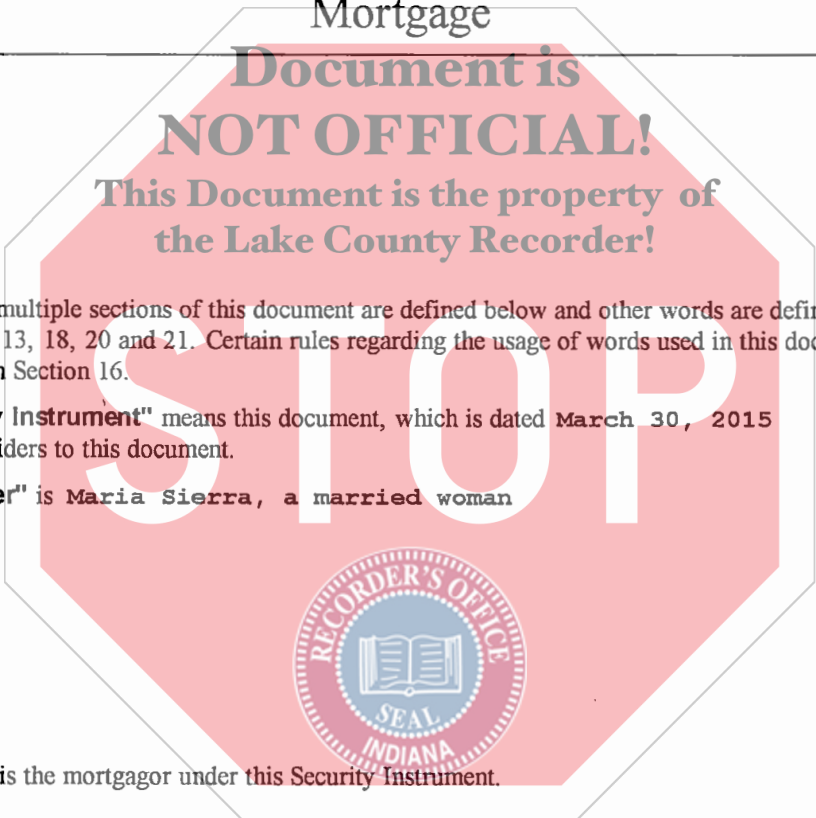 Mortgage
Document is
NOT OFFICIAL!
This Document is the property of
the Lake County Recorder!
multiple sections of this document are defined below and other words are defin
13, 18, 20 and 21. Certain rules regarding the usage of words used in this doc
Section 16.
Instrument" means this document, which is dated March 30, 2015
iders to this document.
er" is Maria Sierra, a married woman
STOP
RECORDER'S OFFICE
SEAL
INDIANA
is the mortgagor under this Security Instrument.